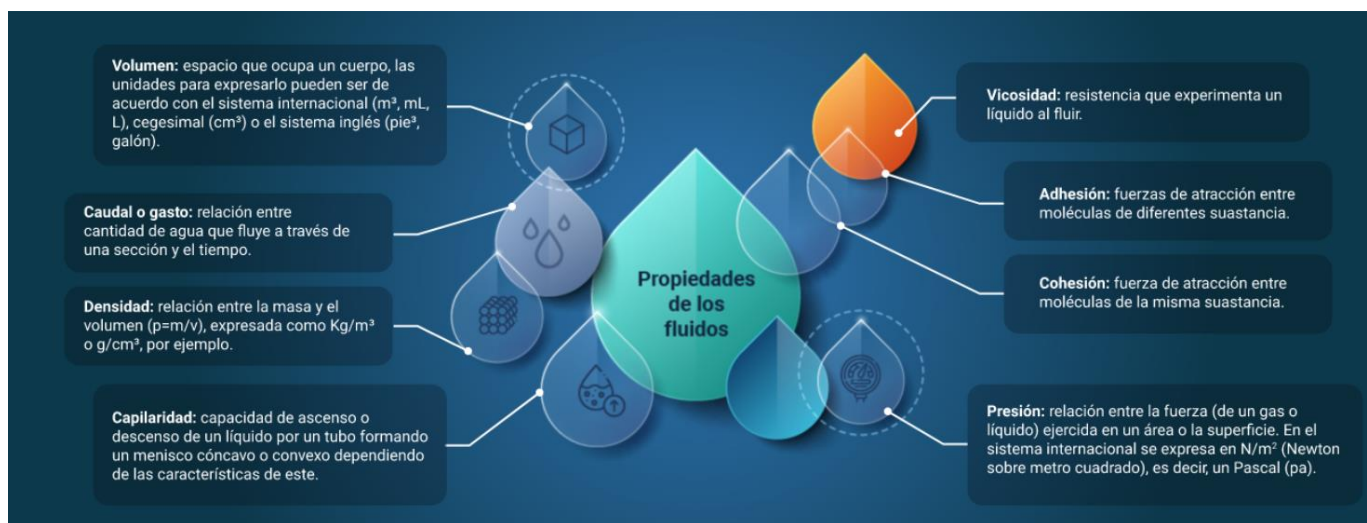 Volumen: espacio que ocupa un cuerpo, las
unidades para expresarlo pueden ser de
acuerdo con el sistema internacional (m³, mL,
L), cegesimal (cm³) o el sistema inglés (pie³,
galón).
Caudal o gasto: relación entre
cantidad de agua que fluye a través de
una sección y el tiempo.
Densidad: relación entre la masa y el
volumen (p=m/v), expresada como Kg/m³
o g/cm³, por ejemplo.
Capilaridad: capacidad de ascenso o
descenso de un líquido por un tubo formando
un menisco cóncavo o convexo dependiendo
de las características de este.
Propiedades
de los
fluidos
Vicosidad: resistencia que experimenta un
líquido al fluir.
Adhesión: fuerzas de atracción entre
moléculas de diferentes suastancia.
Cohesión: fuerza de atracción entre
moléculas de la misma suastancia.
Presión: relación entre la fuerza (de un gas o
líquido) ejercida en un área o la superficie. En el
sistema internacional se expresa en N/m² (Newton
sobre metro cuadrado), es decir, un Pascal (pa).